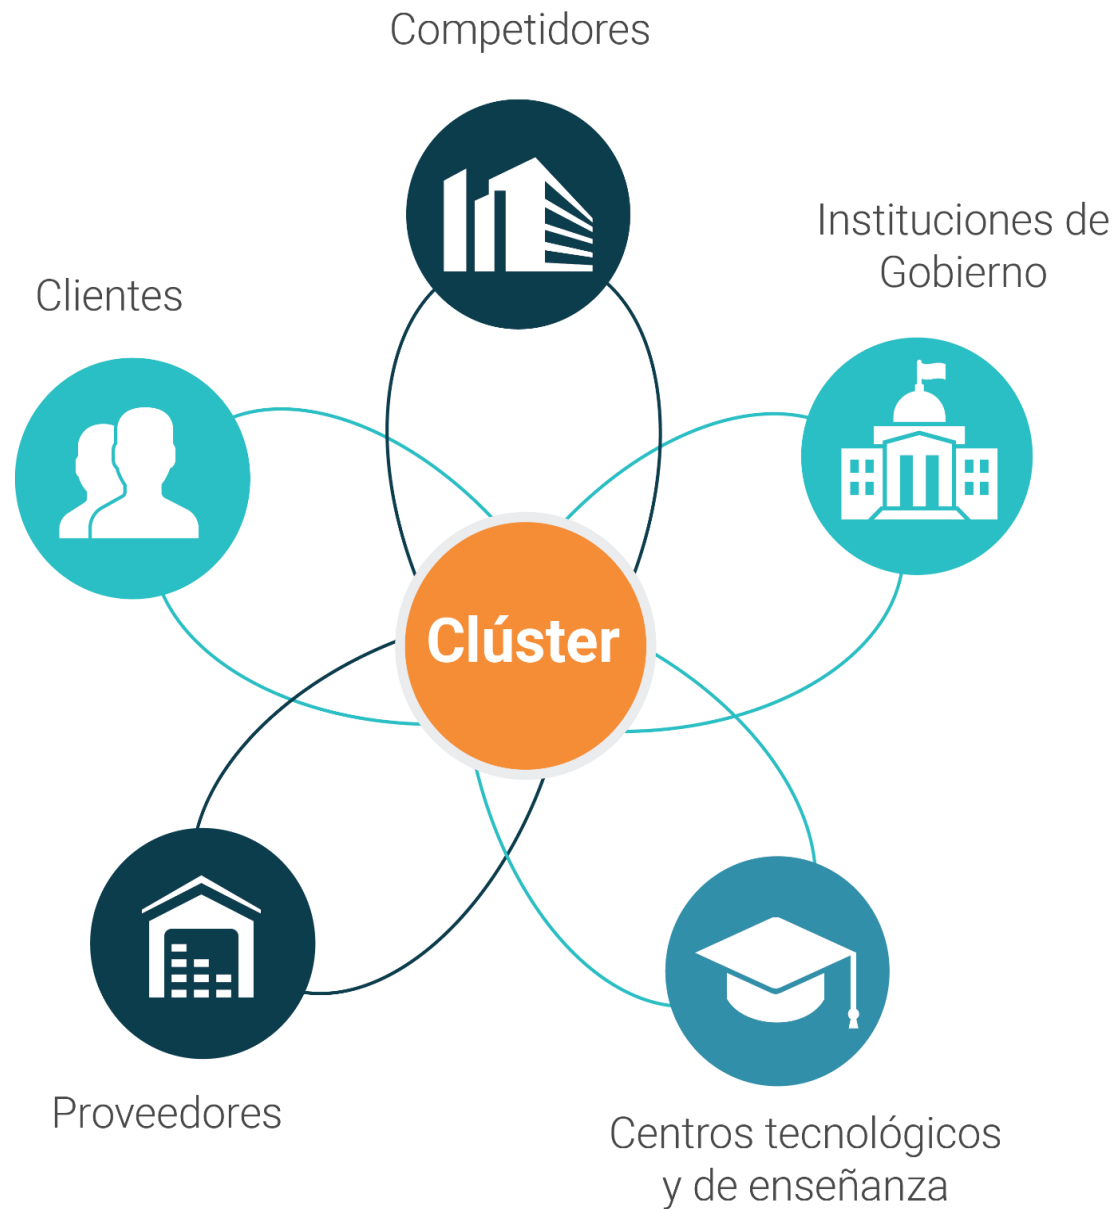 Competidores
Instituciones de
Gobierno
Clientes
Clúster
Proveedores
Centros tecnológicos
y de enseñanza